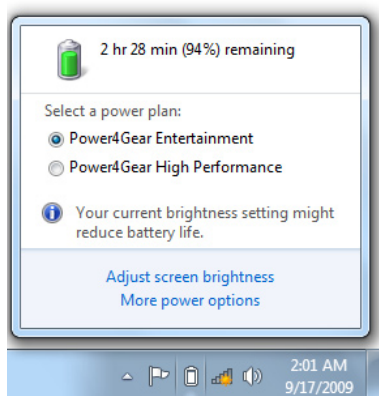 2 hr 28 min (94%) remaining
Select a power plan:
Power4Gear Entertainment
Power4Gear High Performance
Your current brightness setting might
reduce battery life.
Adjust screen brightness
More power options
2:01 AM
9/17/2009